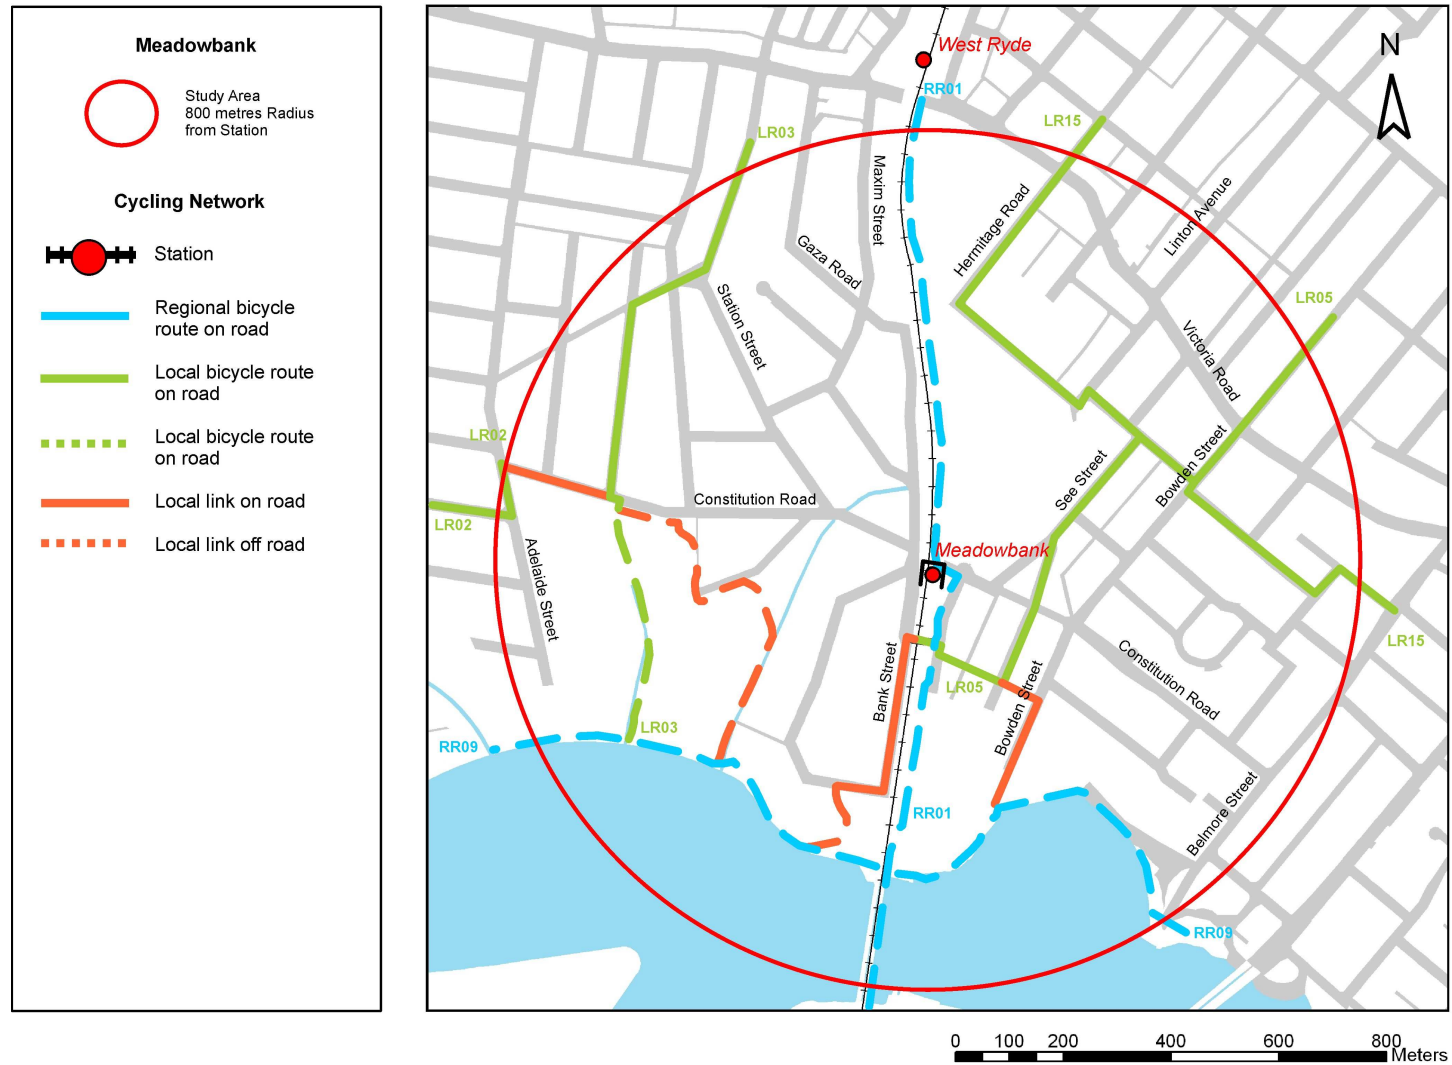 Meadowbank
Study Area
800 metres Radius
from Station
Cycling Network
Station
Regional bicycle
route on road
Local bicycle route
on road
Local bicycle route
on road
Local link on road
Local link off road
West Ryde
N
RR01
LR15
LR03
Maxim Street
Linton Avenue
Hermitage Road
Gaza Road
Station Street
LR05
Victoria Road
LR02
Bowden Street
See Street
Constitution Road
LR02
Meadowbank
Adelaide Street
LR15
Constitution Road
Bank Street
LR05
Bowden Street
LR03
RR09
RR01
Belmore Street
RR09
0 100 200 400 600 800
Meters